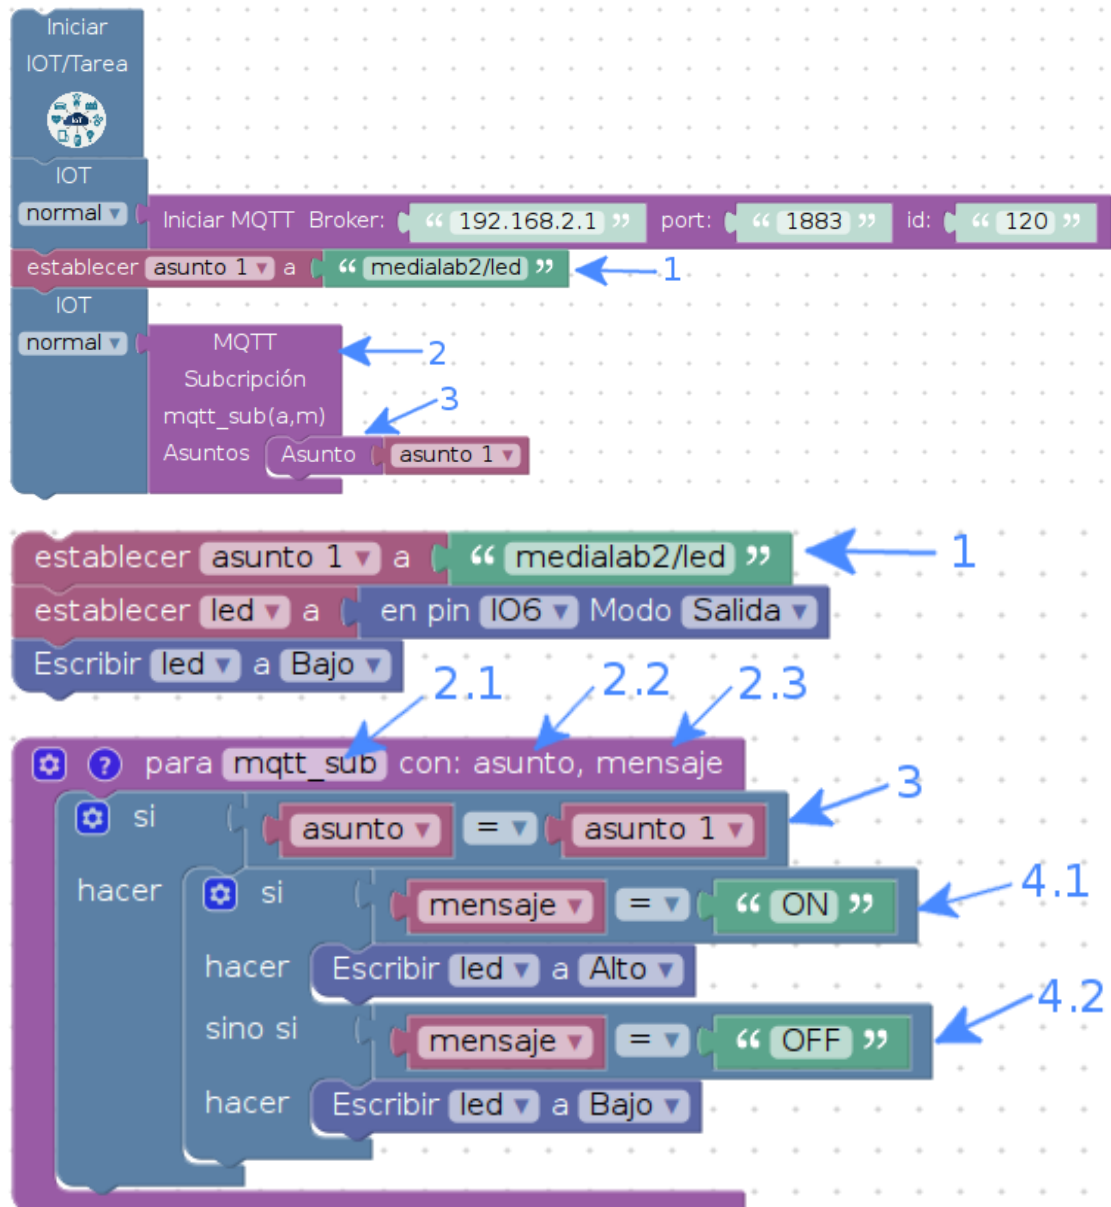 Iniciar
IOT/Tarea
IoT
IOT
normal Iniciar MQTT Broker: “ 192.168.2.1 ” port: “ 1883 ” id: “ 120 ”
establecer asunto 1 a “ medialab2/led ” 1
IOT
normal MQTT 2
Subcripción
mqtt_sub(a,m) 3
Asuntos Asunto asunto 1
establecer asunto 1 a “ medialab2/led ” 1
establecer led a en pin IO6 Modo Salida
Escribir led a Bajo
2.1 2.2 2.3
? para mqtt_sub con: asunto, mensaje
si asunto = asunto 1 3
hacer si mensaje = “ ON ” 4.1
hacer Escribir led a Alto
sino si mensaje = “ OFF ” 4.2
hacer Escribir led a Bajo